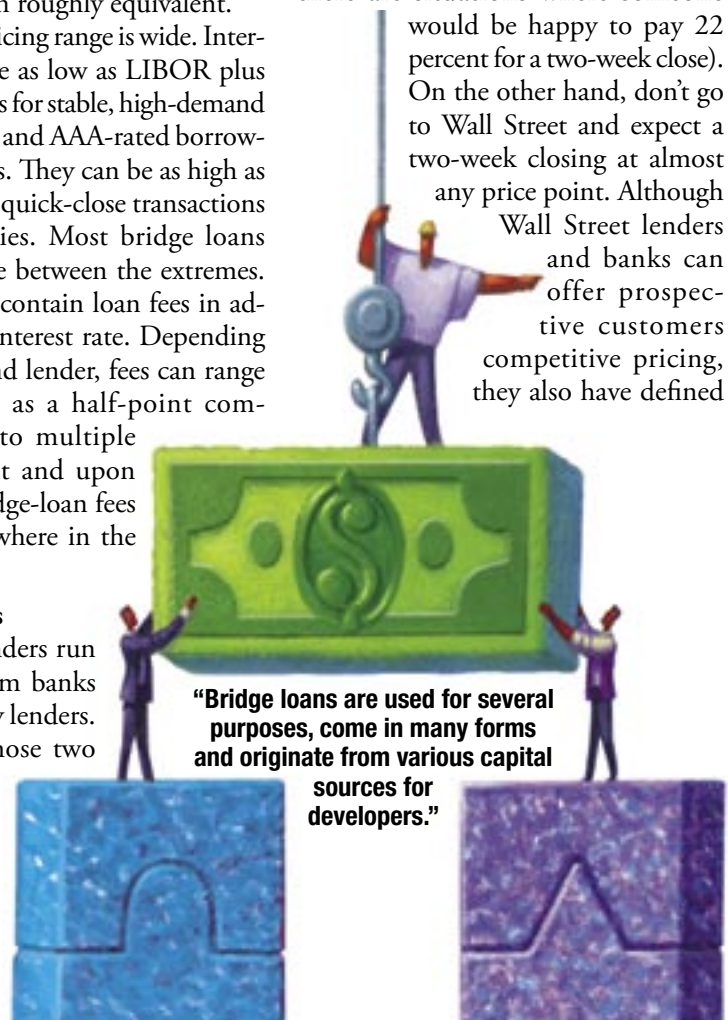 roughly equivalent.
icing range is wide. Inter-
e as low as LIBOR plus
s for stable, high-demand
and AAA-rated borrow-
s. They can be as high as
quick-close transactions
ies. Most bridge loans
e between the extremes.
contain loan fees in ad-
nterest rate. Depending
nd lender, fees can range
as a half-point com-
to multiple
t and upon
dge-loan fees
where in the
s
nders run
m banks
lenders.
hose two
would be happy to pay 22
percent for a two-week close).
On the other hand, don’t go
to Wall Street and expect a
two-week closing at almost
any price point. Although
Wall Street lenders
and banks can
offer prospec-
tive customers
competitive pricing,
they also have defined
“Bridge loans are used for several
purposes, come in many forms
and originate from various capital
sources for
developers.”